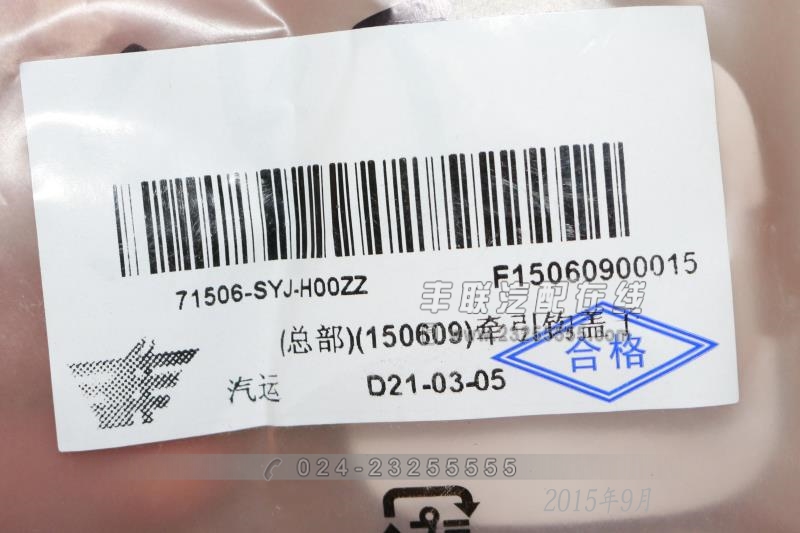 71506-SYJ-H00ZZ
F15060900015
丰联汽配在线
(总部)(150609)牵引钩盖丁
合格
汽运
D21-03-05
024-23255555
2015年9月